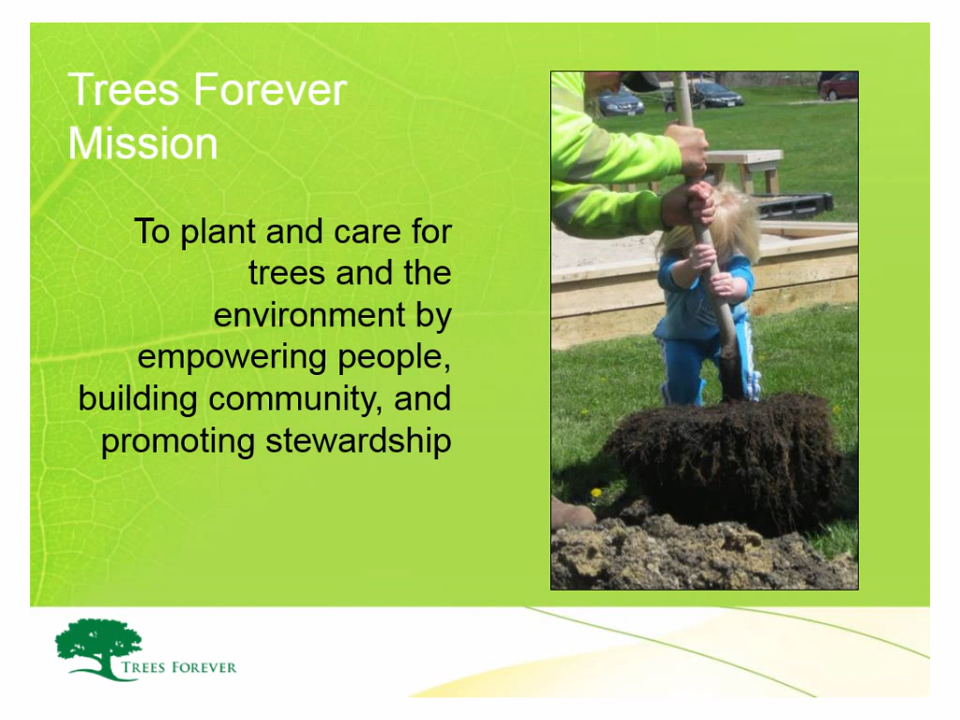 Trees Forever
Mission
To plant and care for
trees and the
environment by
empowering people,
building community, and
promoting stewardship
TREES FOREVER